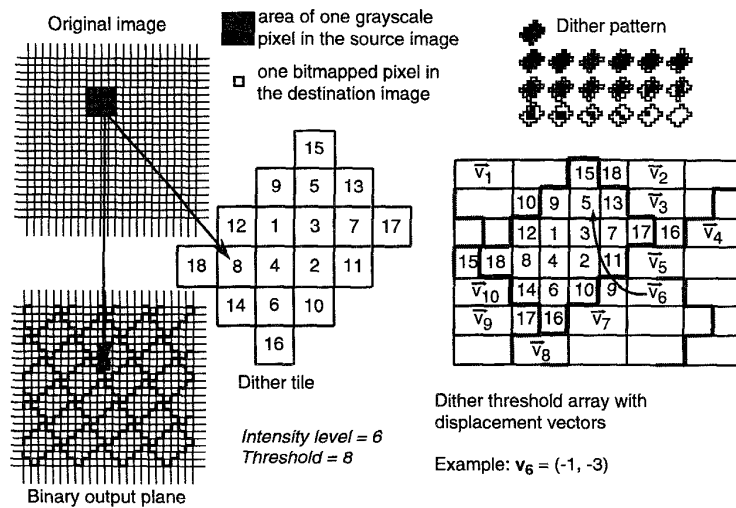 Original image
area of one grayscale
pixel in the source image
one bitmapped pixel in
the destination image
Dither pattern
15
9 5 13
12 1 3 7 17
18 8 4 2 11
14 6 10
16
Dither tile
Intensity level = 6
Threshold = 8
Binary output plane
v1 15 18 v2
10 9 5 13 v3
12 1 3 7 17 16 v4
15 18 8 4 2 11 v5
v10 14 6 10 9 v6
v9 17 16 v7
v8
Dither threshold array with
displacement vectors
Example: v6 = (-1, -3)